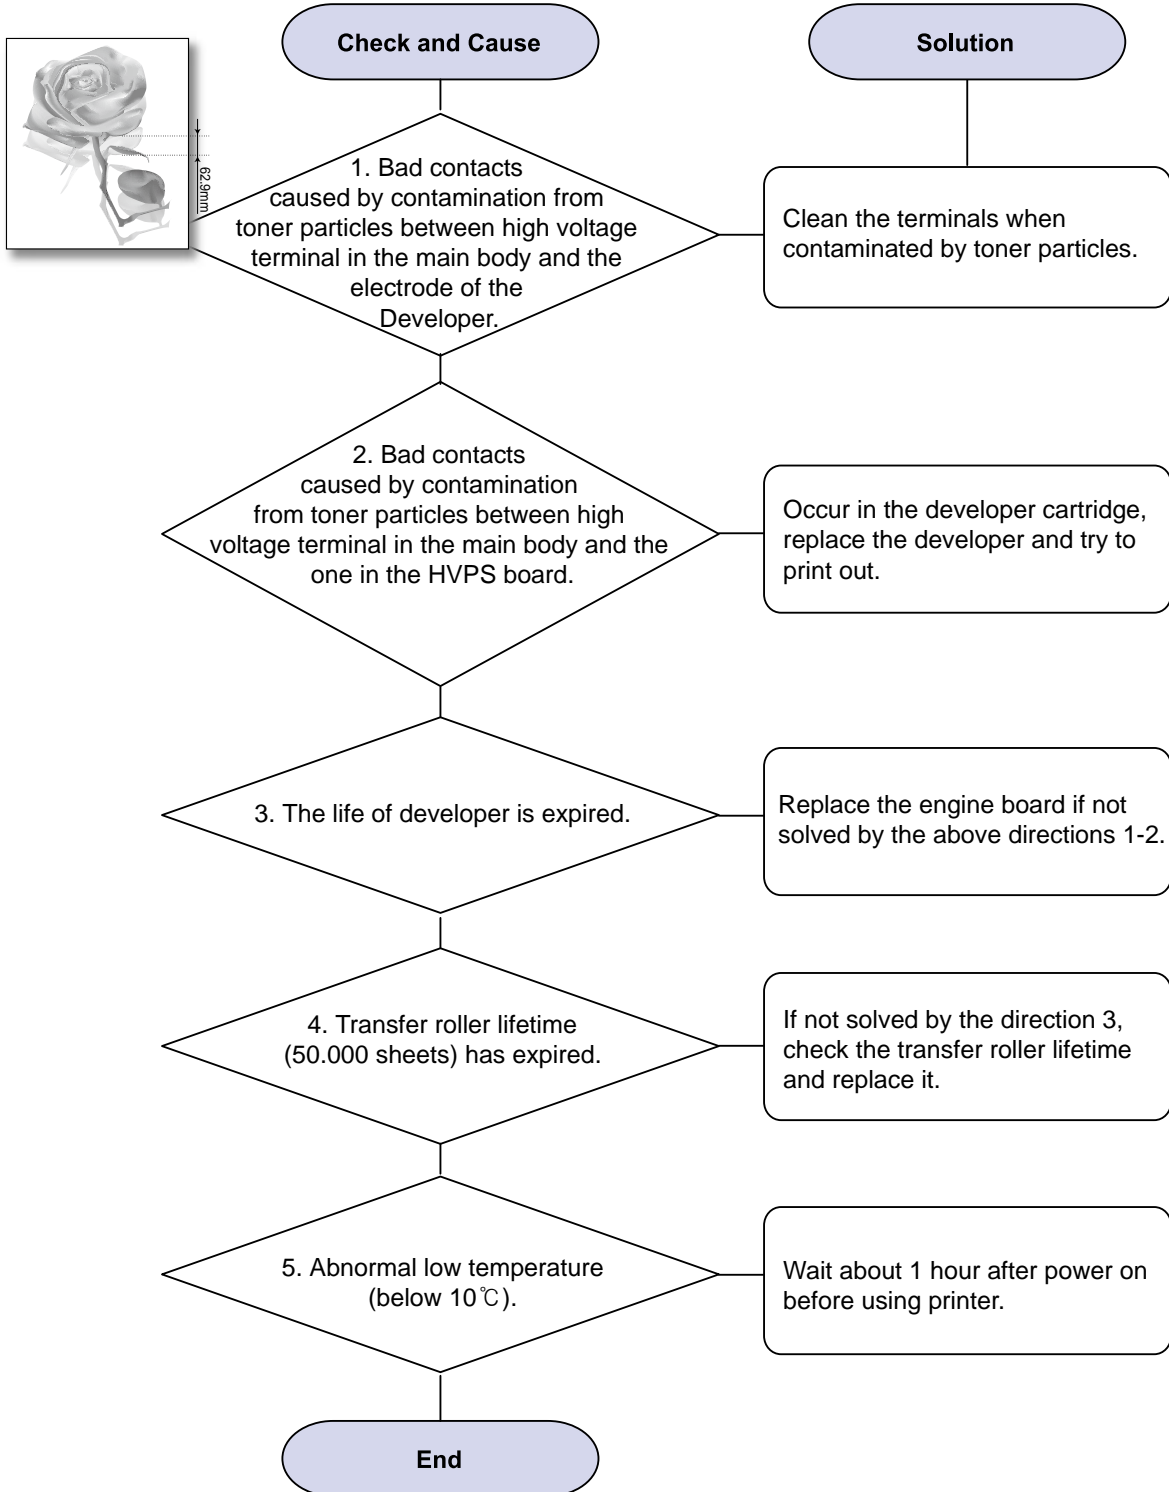 Check and Cause
Solution
62.9mm
1. Bad contacts
caused by contamination from
toner particles between high voltage
terminal in the main body and the
electrode of the
Developer.
Clean the terminals when
contaminated by toner particles.
2. Bad contacts
caused by contamination
from toner particles between high
voltage terminal in the main body and the
one in the HVPS board.
Occur in the developer cartridge,
replace the developer and try to
print out.
3. The life of developer is expired.
Replace the engine board if not
solved by the above directions 1-2.
4. Transfer roller lifetime
(50.000 sheets) has expired.
If not solved by the direction 3,
check the transfer roller lifetime
and replace it.
5. Abnormal low temperature
(below 10℃).
Wait about 1 hour after power on
before using printer.
End